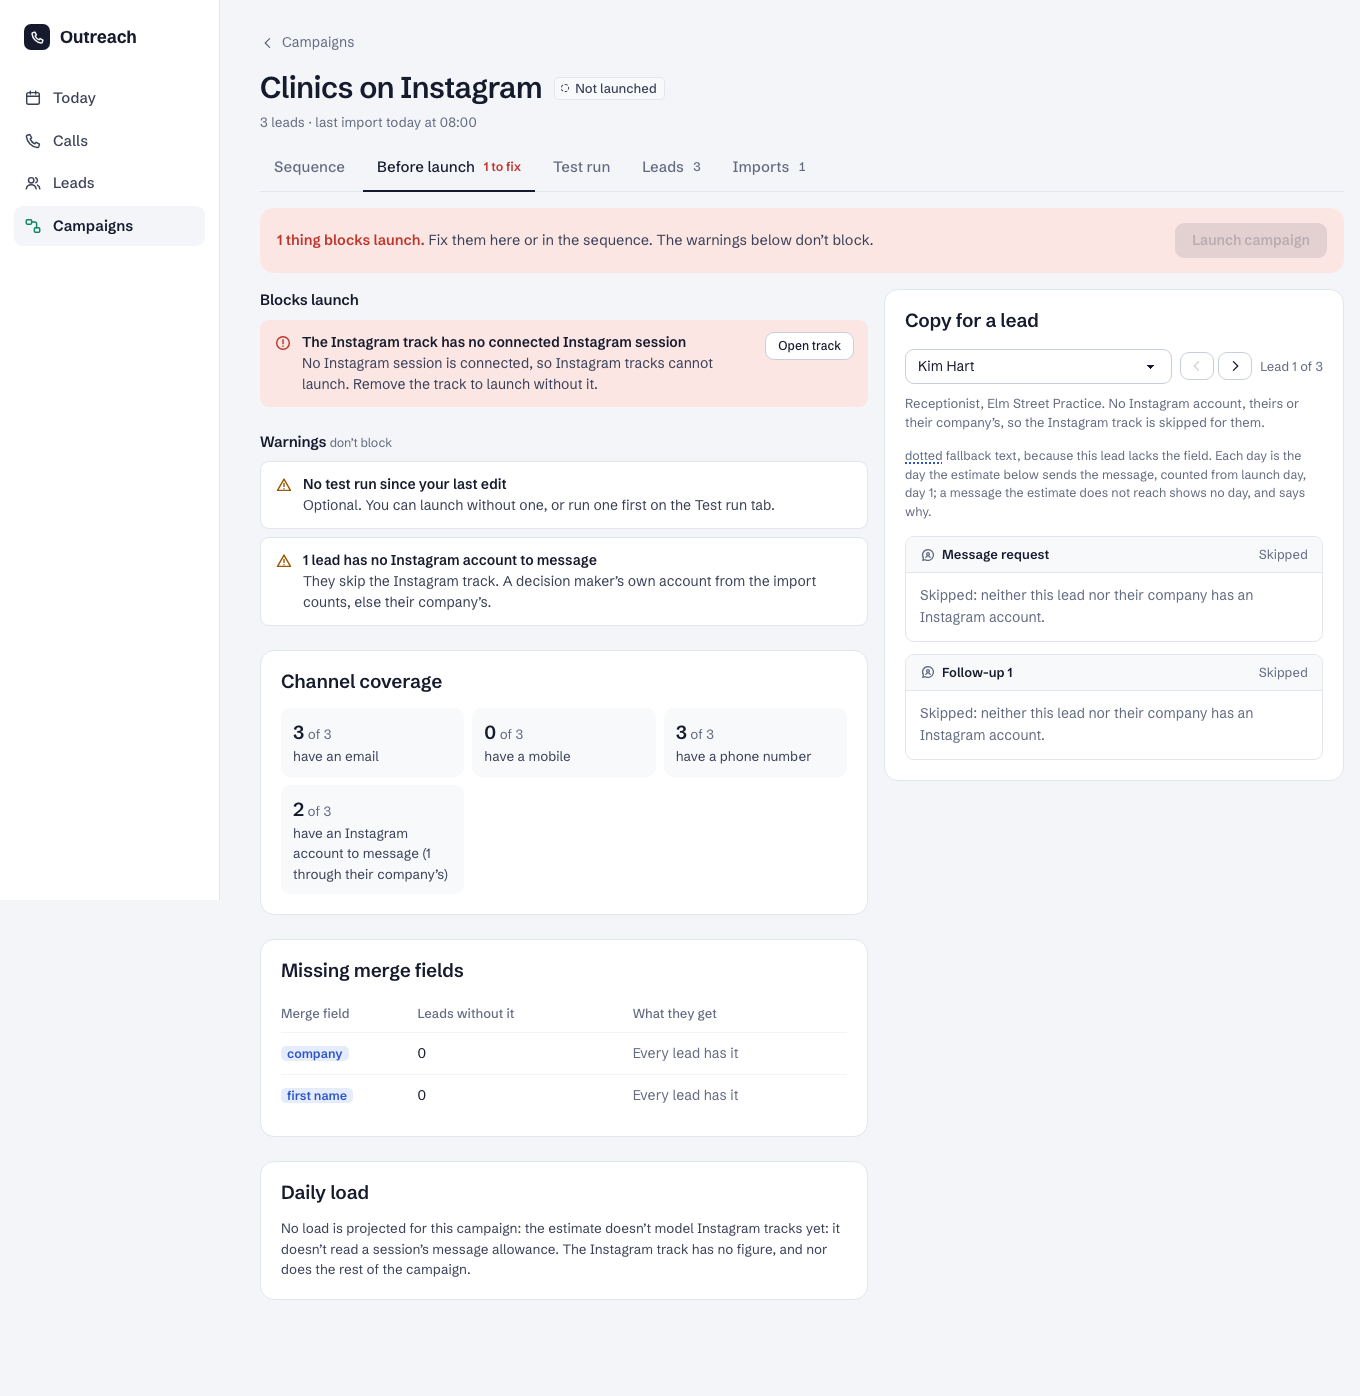 Outreach
Today
Calls
Leads
Campaigns
Campaigns
Clinics on Instagram
Not launched
3 leads · last import today at 08:00
Sequence
Before launch 1 to fix
Test run
Leads 3
Imports 1
1 thing blocks launch. Fix them here or in the sequence. The warnings below don’t block.
Launch campaign
Blocks launch
The Instagram track has no connected Instagram session
No Instagram session is connected, so Instagram tracks cannot
launch. Remove the track to launch without it.
Open track
Warnings don’t block
No test run since your last edit
Optional. You can launch without one, or run one first on the Test run tab.
1 lead has no Instagram account to message
They skip the Instagram track. A decision maker’s own account from the import
counts, else their company’s.
Channel coverage
3 of 3
have an email
0 of 3
have a mobile
3 of 3
have a phone number
2 of 3
have an Instagram
account to message (1
through their company’s)
Missing merge fields
Merge field
Leads without it
What they get
company
0
Every lead has it
first name
0
Every lead has it
Daily load
No load is projected for this campaign: the estimate doesn’t model Instagram tracks yet: it
doesn’t read a session’s message allowance. The Instagram track has no figure, and nor
does the rest of the campaign.
Copy for a lead
Kim Hart
Lead 1 of 3
Receptionist, Elm Street Practice. No Instagram account, theirs or
their company’s, so the Instagram track is skipped for them.
dotted fallback text, because this lead lacks the field. Each day is the
day the estimate below sends the message, counted from launch day,
day 1; a message the estimate does not reach shows no day, and says
why.
Message request
Skipped
Skipped: neither this lead nor their company has an
Instagram account.
Follow-up 1
Skipped
Skipped: neither this lead nor their company has an
Instagram account.